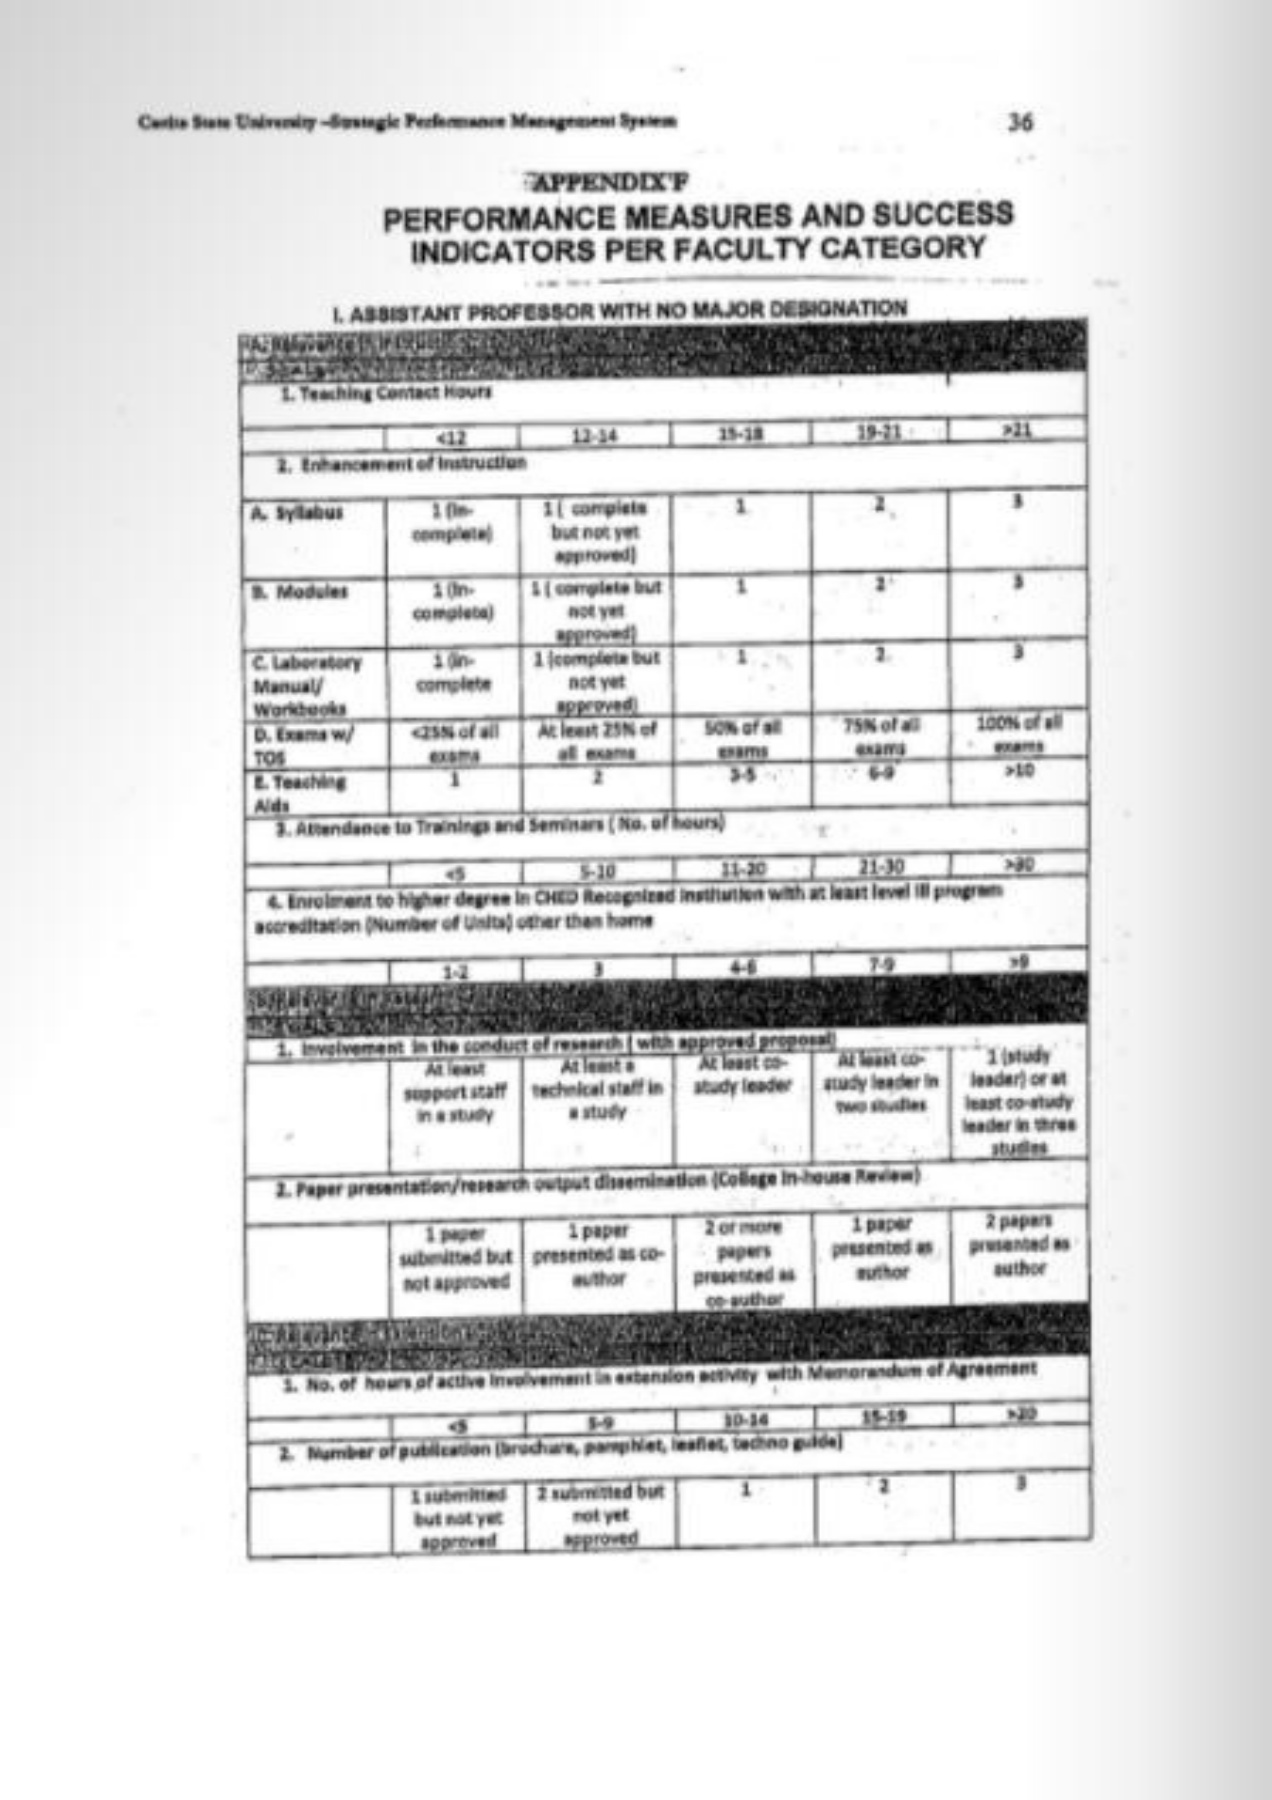 State University –Strategic Performance Management System 36
APPENDIX F
PERFORMANCE MEASURES AND SUCCESS
INDICATORS PER FACULTY CATEGORY
I. ASSISTANT PROFESSOR WITH NO MAJOR DESIGNATION
1. Teaching Contact Hours
<12 12-14 15-18 19-21 >21
2. Enhancement of Instruction
A. Syllabus 1 (In- 1 ( complete 1 2 3
complete) but not yet
approved)
B. Modules 1 (In- 1 ( complete but 1 2 3
complete) not yet
approved)
C. Laboratory 1 (in- 1 (complete but 1 2 3
Manual/ complete not yet
Workbooks approved)
D. Exams w/ <25% of all At least 25% of 50% of all 75% of all 100% of all
TOS exams all exams exams exams exams
E. Teaching 1 2 3-5 6-9 >10
Aids
3. Attendance to Trainings and Seminars ( No. of hours)
<5 5-10 11-20 21-30 >30
4. Enrolment to higher degree in CHED Recognized institution with at least level III program
accreditation (Number of Units) other than home
1-2 3 4-6 7-9 >9
1. Involvement in the conduct of research ( with approved proposal)
At least At least a At least co- At least co- 1 (study
support staff technical staff in study leader study leader in leader) or at
in a study a study two studies least co-study
leader in three
studies
2. Paper presentation/research output dissemination (College In-house Review)
1 paper 1 paper 2 or more 1 paper 2 papers
submitted but presented as co- papers presented as presented as
not approved author presented as author author
co-author
1. No. of hours of active involvement in extension activity with Memorandum of Agreement
<5 5-9 10-14 15-19 >20
2. Number of publication (brochure, pamphlet, leaflet, techno guide)
1 submitted 2 submitted but 1 2 3
but not yet not yet
approved approved